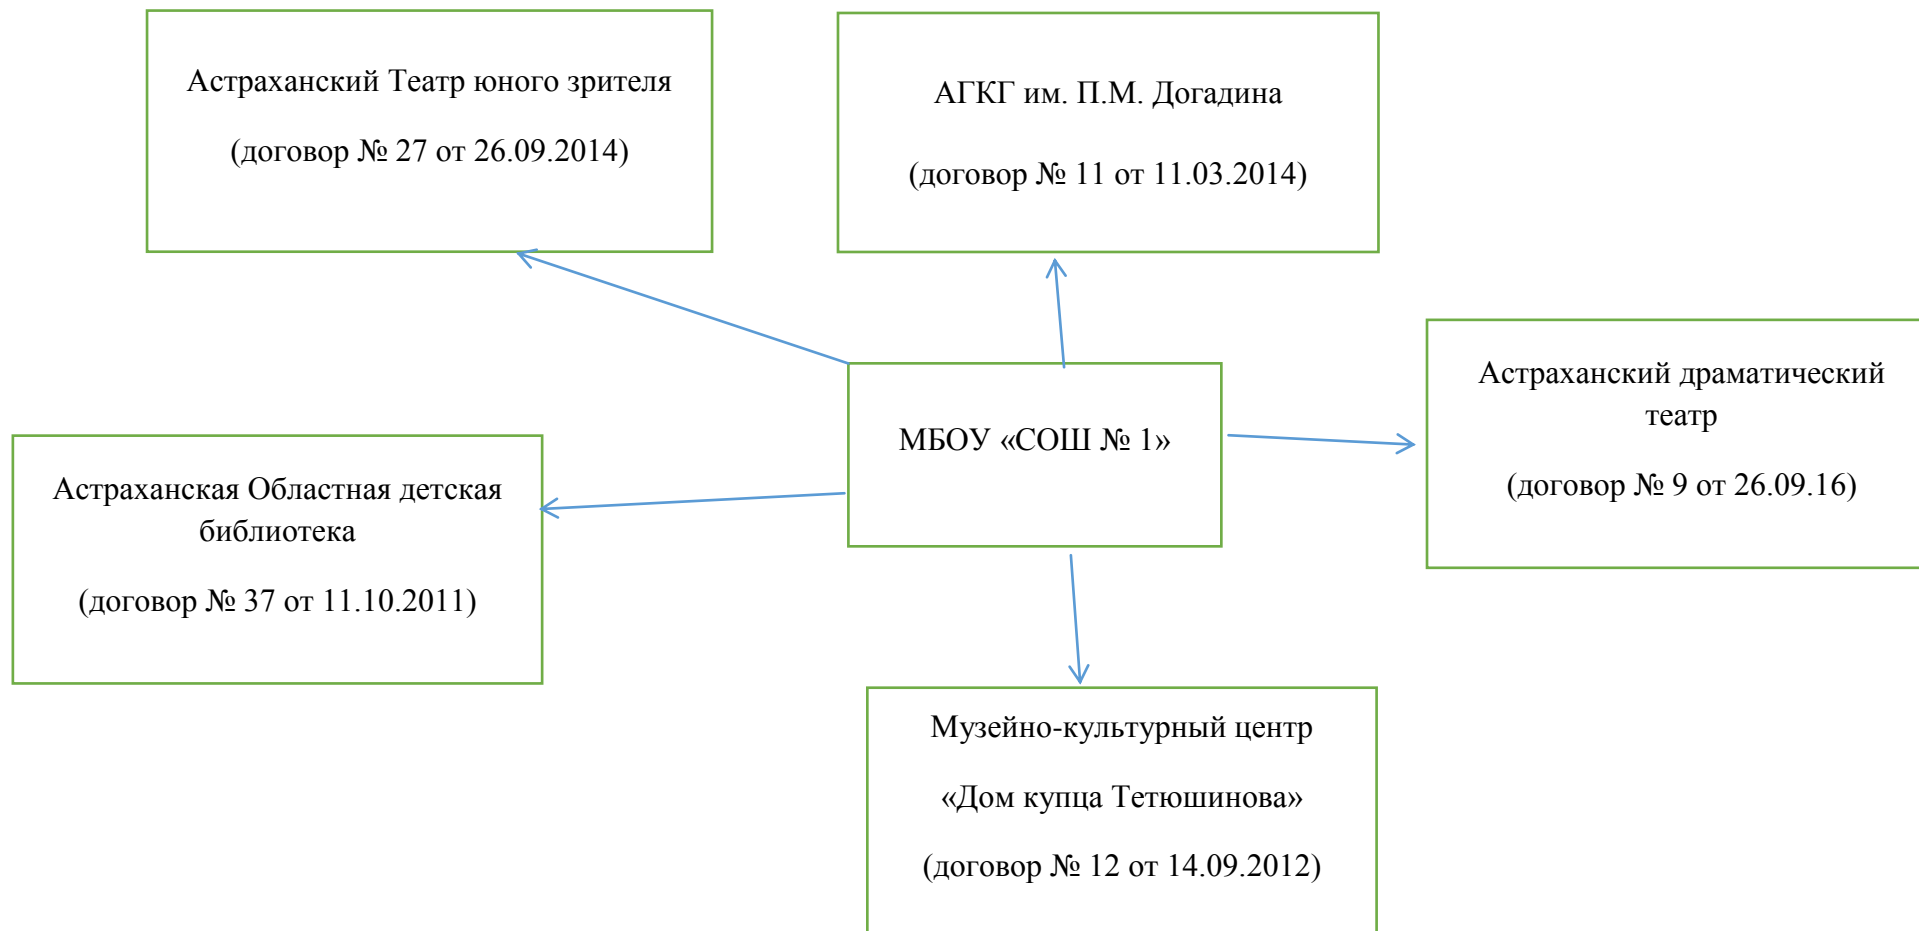 Астраханский Театр юного зрителя
(договор № 27 от 26.09.2014)
АГКГ им. П.М. Догадина
(договор № 11 от 11.03.2014)
МБОУ «СОШ № 1»
Астраханский драматический
театр
(договор № 9 от 26.09.16)
Астраханская Областная детская
библиотека
(договор № 37 от 11.10.2011)
Музейно-культурный центр
«Дом купца Тетюшинова»
(договор № 12 от 14.09.2012)